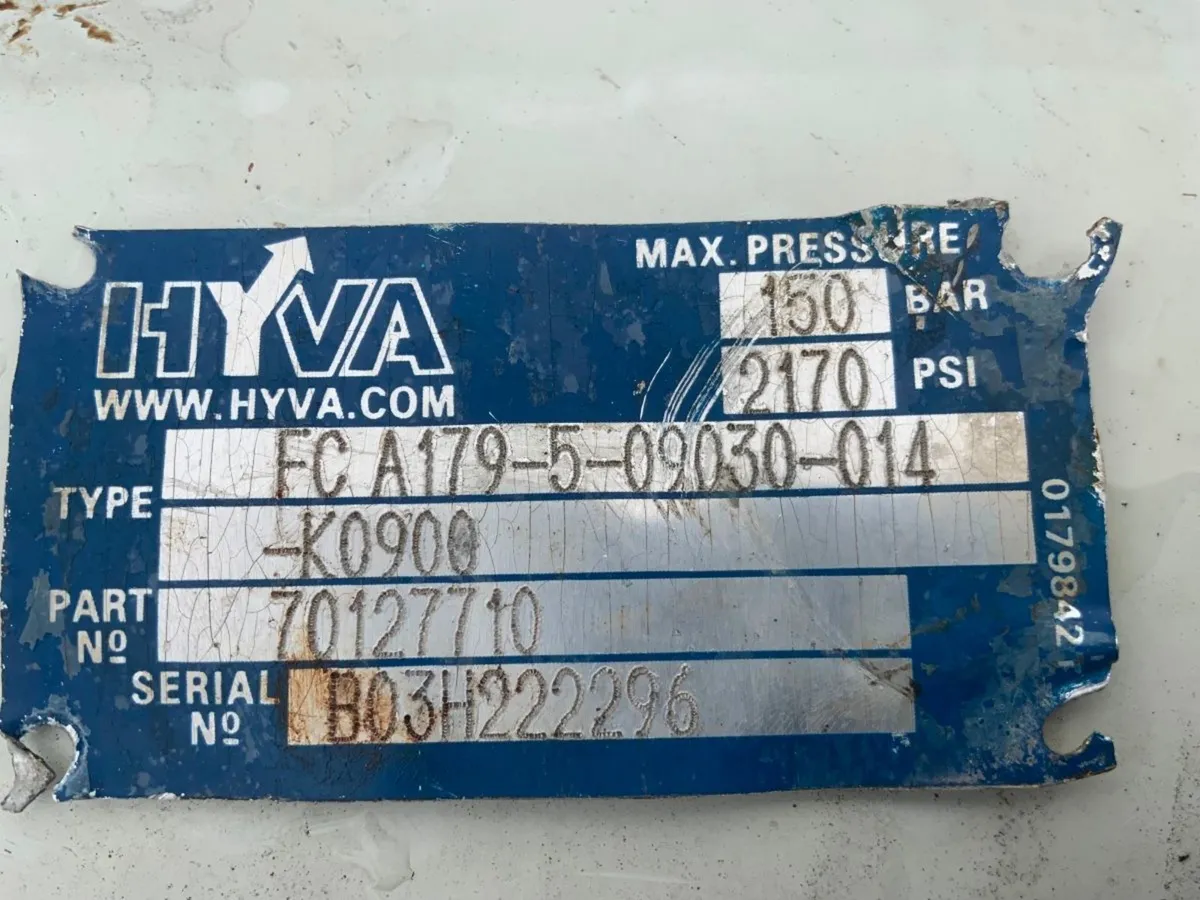 HYVA
WWW.HYVA.COM
MAX. PRESSURE
150 BAR
2170 PSI
TYPE FC A179-5-09030-014
-K0900
PART Nº 70127710
SERIAL Nº B03H222296
01798421